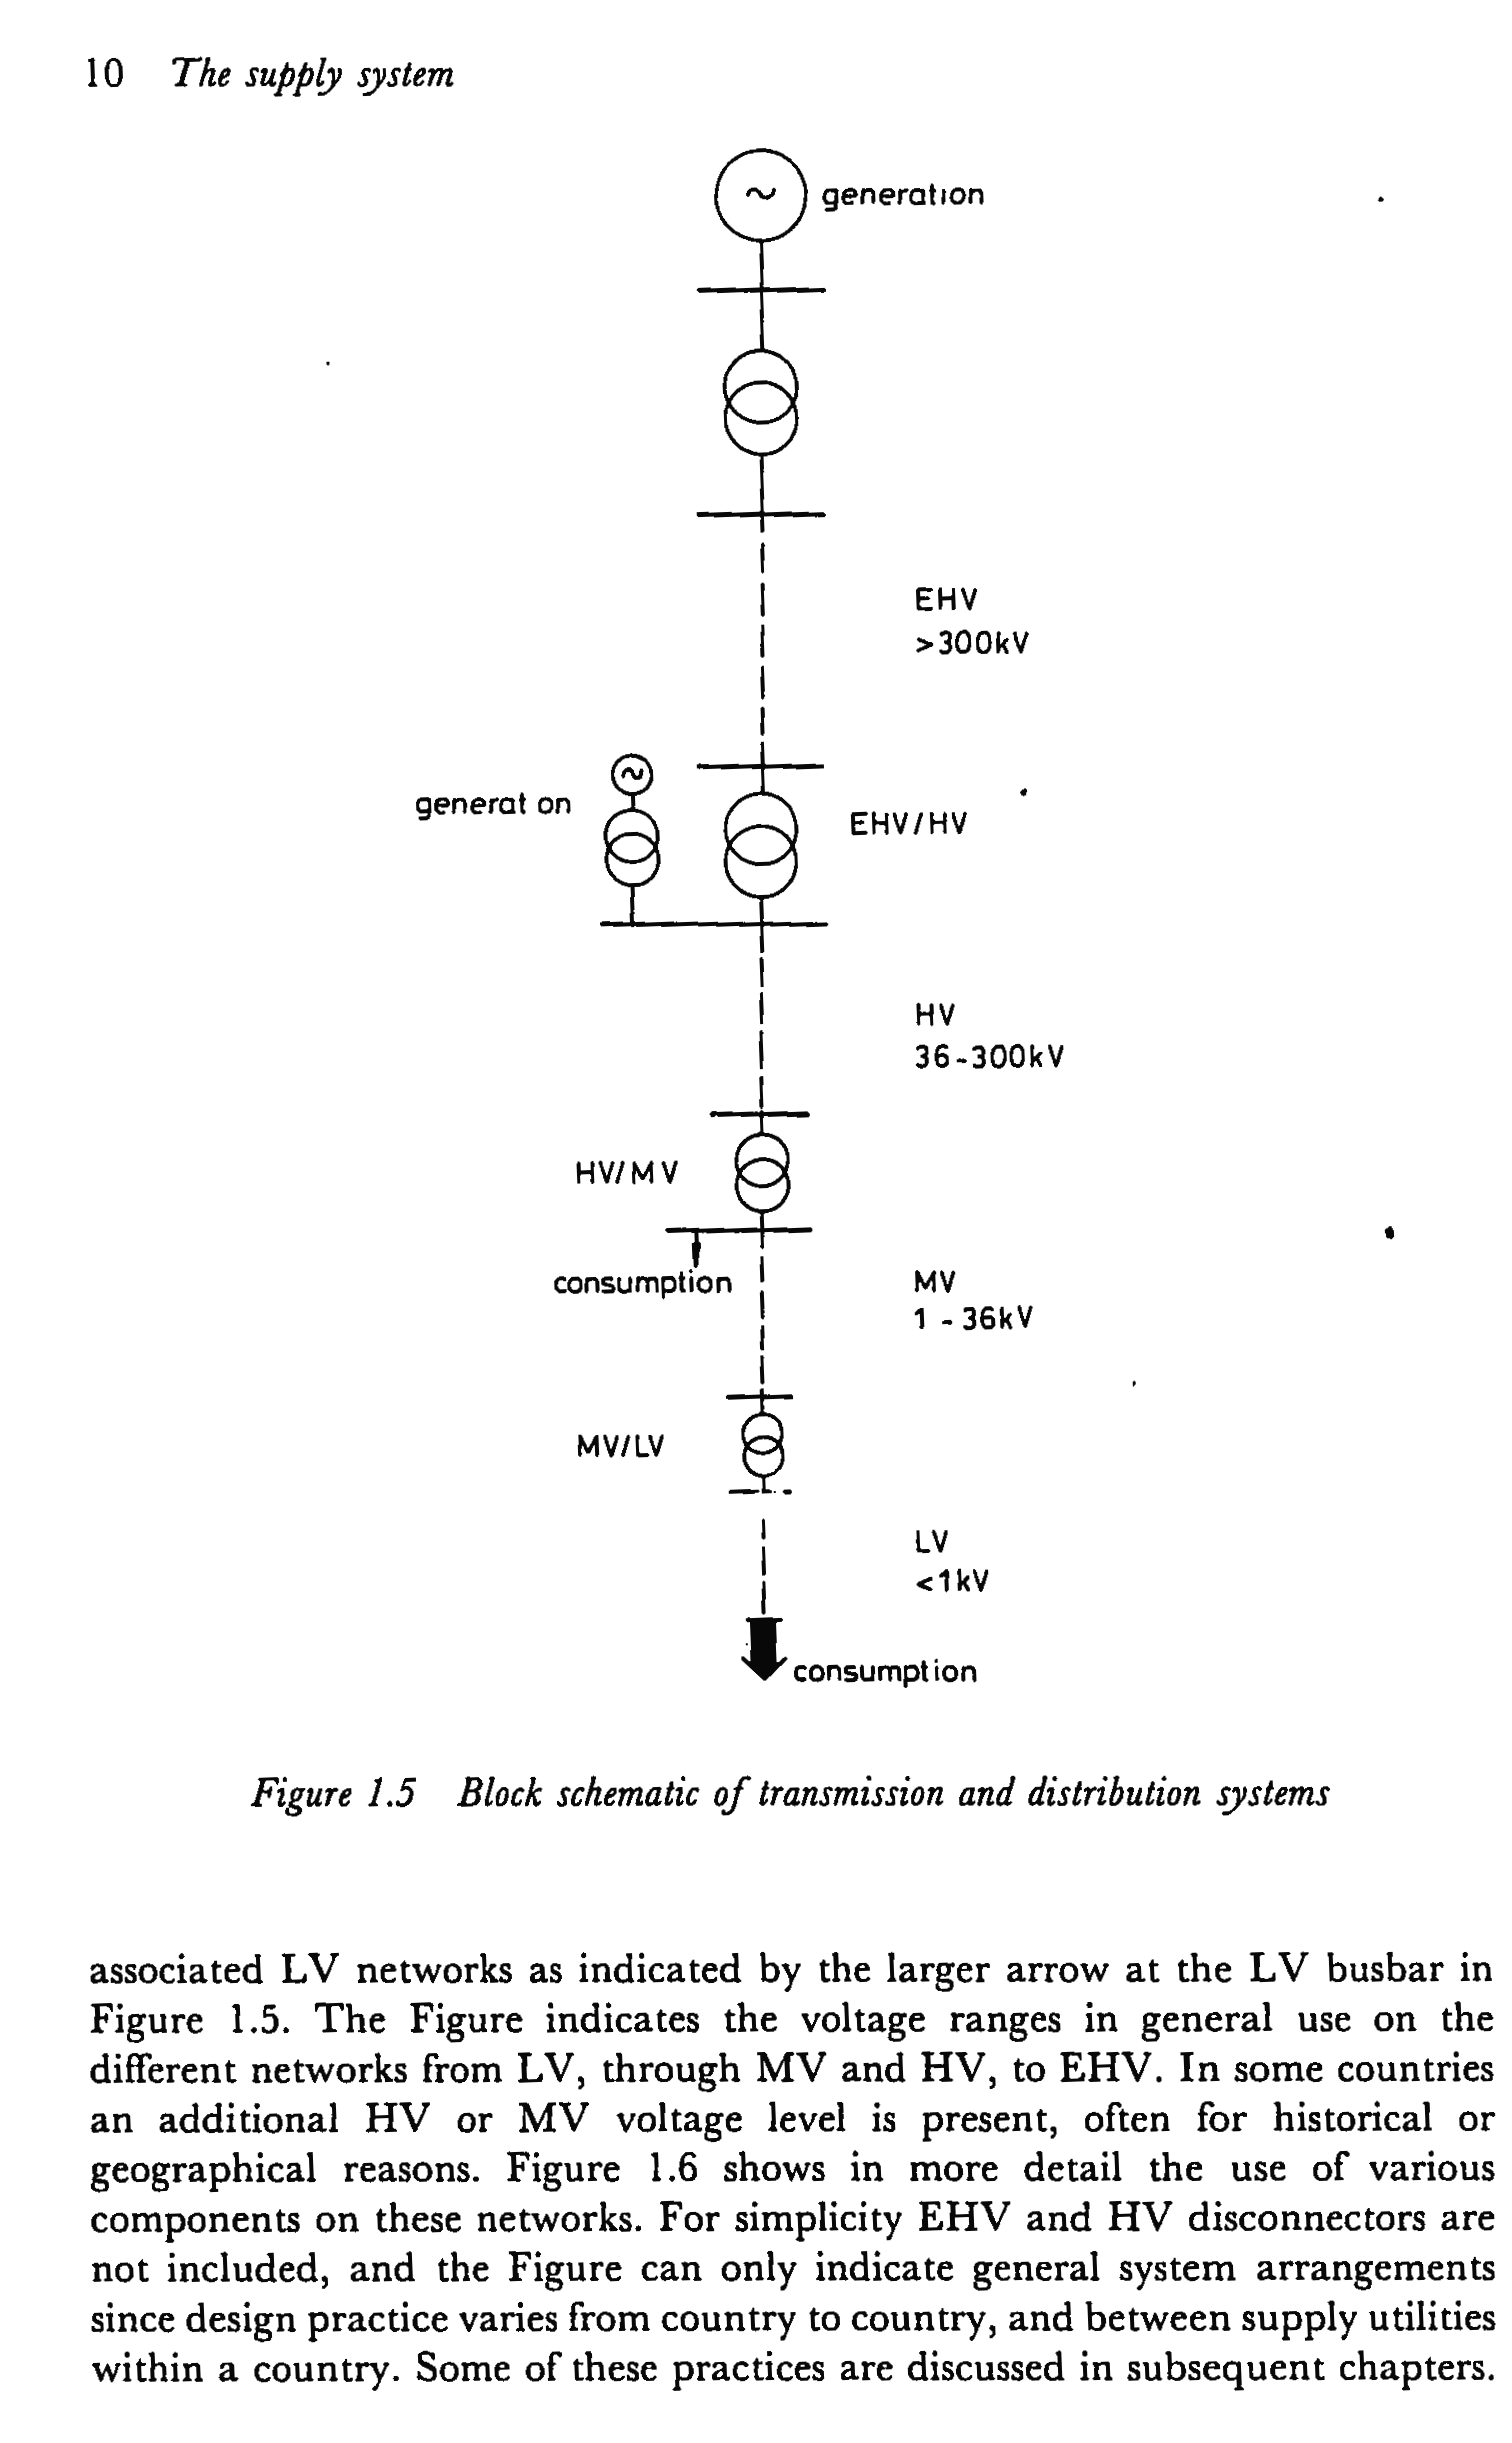 10 The supply system
~ generation
EHV
>300kV
~
generat on
EHV/HV
HV
36-300kV
HV/MV
consumption
MV
1 - 36kV
MV/LV
LV
<1kV
consumption
Figure 1.5 Block schematic of transmission and distribution systems
associated LV networks as indicated by the larger arrow at the LV busbar in
Figure 1.5. The Figure indicates the voltage ranges in general use on the
different networks from LV, through MV and HV, to EHV. In some countries
an additional HV or MV voltage level is present, often for historical or
geographical reasons. Figure 1.6 shows in more detail the use of various
components on these networks. For simplicity EHV and HV disconnectors are
not included, and the Figure can only indicate general system arrangements
since design practice varies from country to country, and between supply utilities
within a country. Some of these practices are discussed in subsequent chapters.